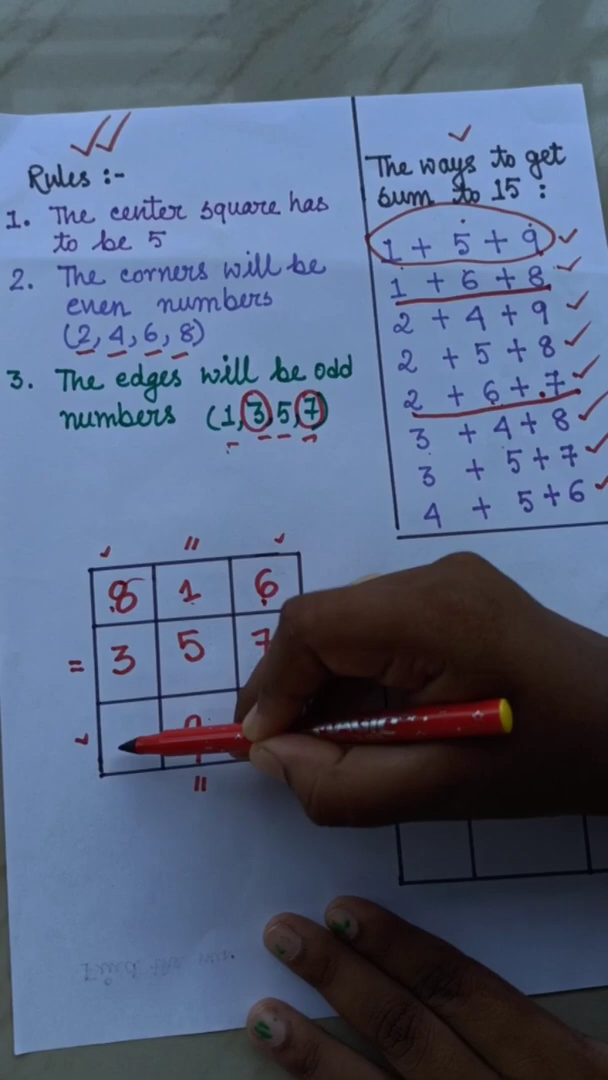 Rules :-
1. The center square has
to be 5
2. The corners will be
even numbers
(2, 4, 6, 8)
3. The edges will be odd
numbers (1, 3, 5, 7)
The ways to get
sum to 15 :
1 + 5 + 9
1 + 6 + 8
2 + 4 + 9
2 + 5 + 8
2 + 6 + 7
3 + 4 + 8
3 + 5 + 7
4 + 5 + 6
8 1 6
3 5 7